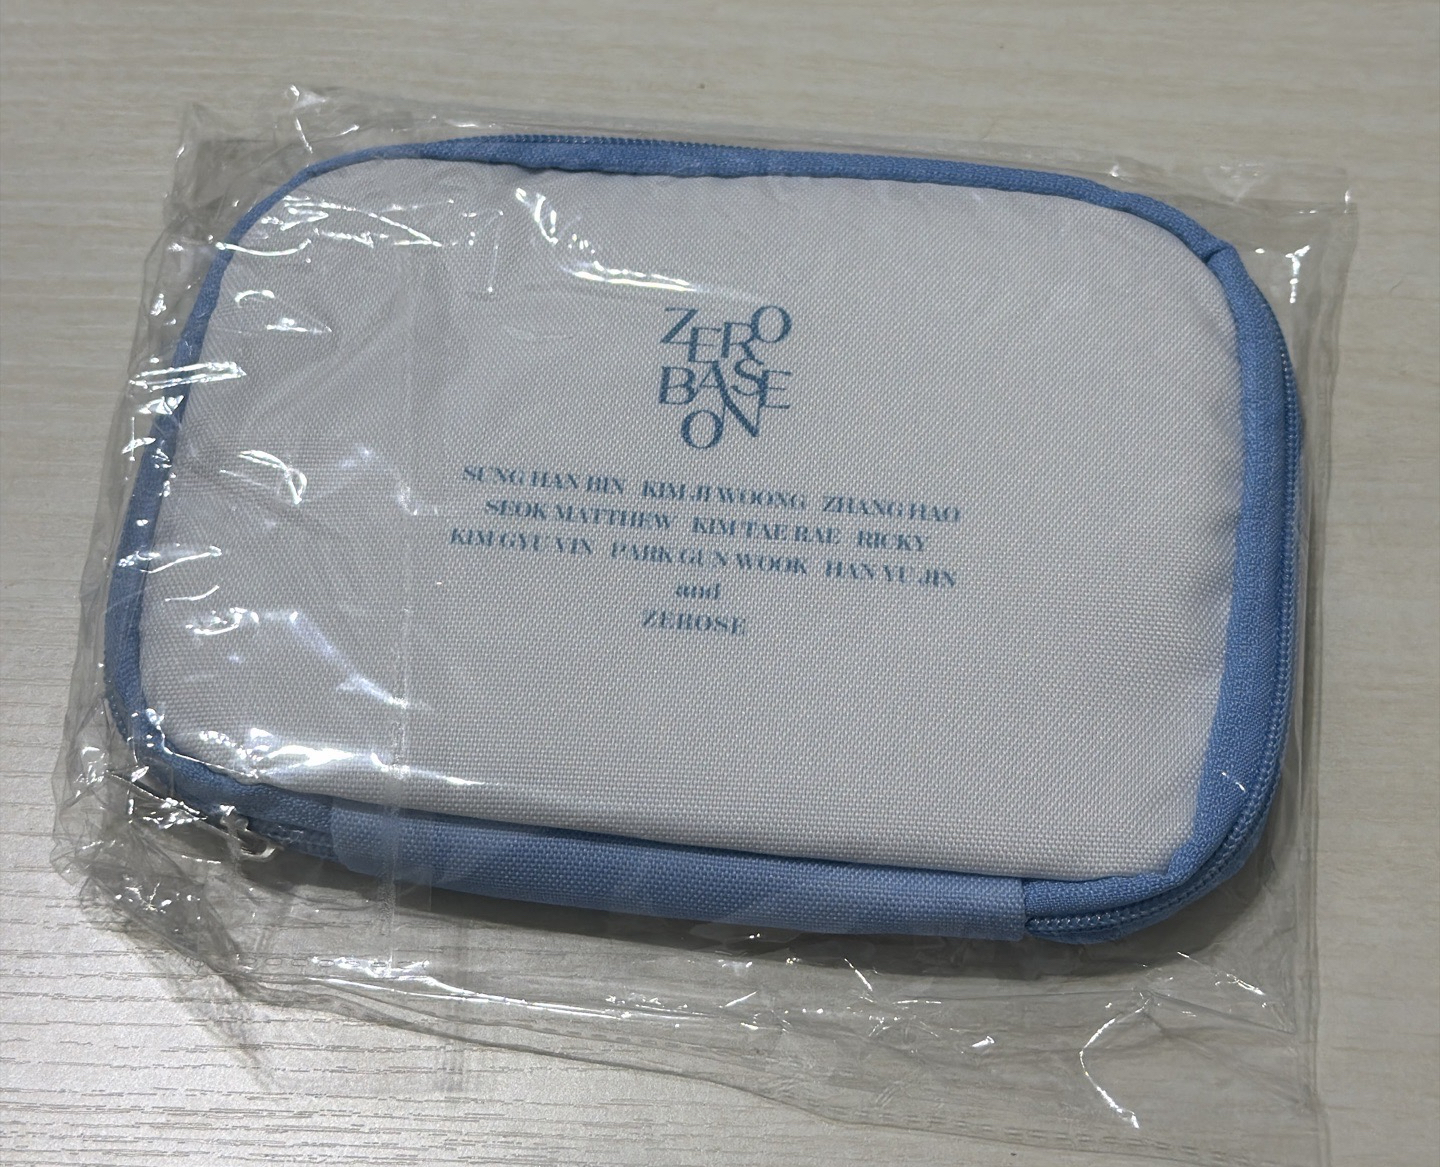 ZERO
BASE
ON
SUNG HAN BIN KIM JI WOONG ZHANG HAO
SEOK MATTHEW KIM TAE RAE RICKY
KIM GYU VIN PARK GUN WOOK HAN YU JIN
and
ZEROSE